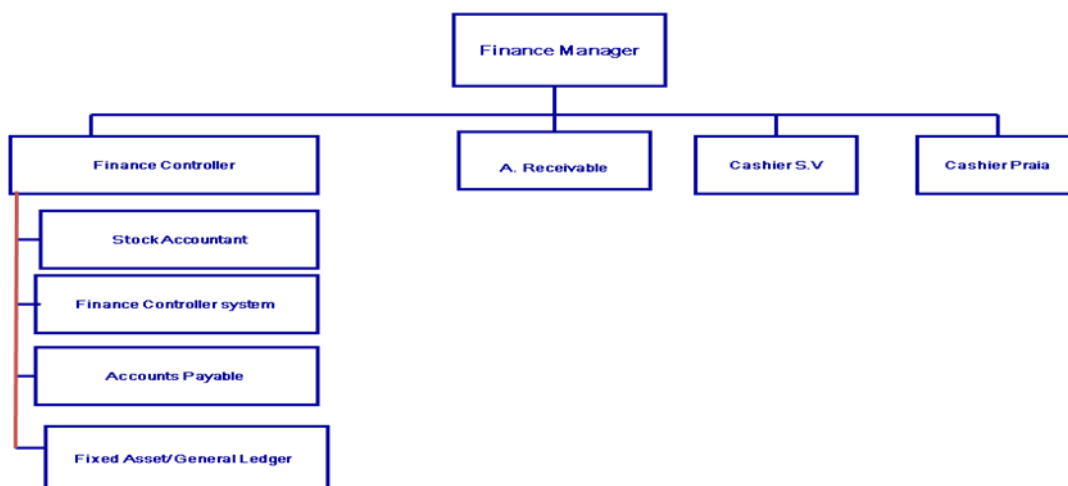 Finance Manager
Finance Controller
A. Receivable
Cashier S.V
Cashier Praia
Stock Accountant
Finance Controller system
Accounts Payable
Fixed Asset/General Ledger